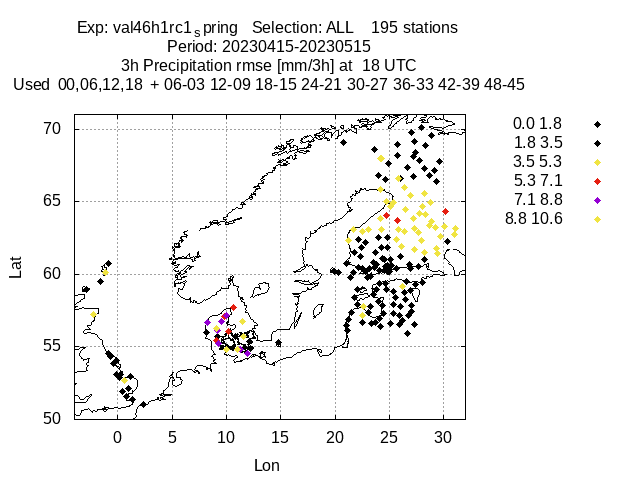 Exp: val46h1rc1spring   Selection: ALL    195 stations
Period: 20230415-20230515
3h Precipitation rmse [mm/3h] at  18 UTC
Used  00,06,12,18  + 06-03 12-09 18-15 24-21 30-27 36-33 42-39 48-45
0.0 1.8
1.8 3.5
3.5 5.3
5.3 7.1
7.1 8.8
8.8 10.6
70
65
60
55
50
Lat
0 5 10 15 20 25 30
Lon